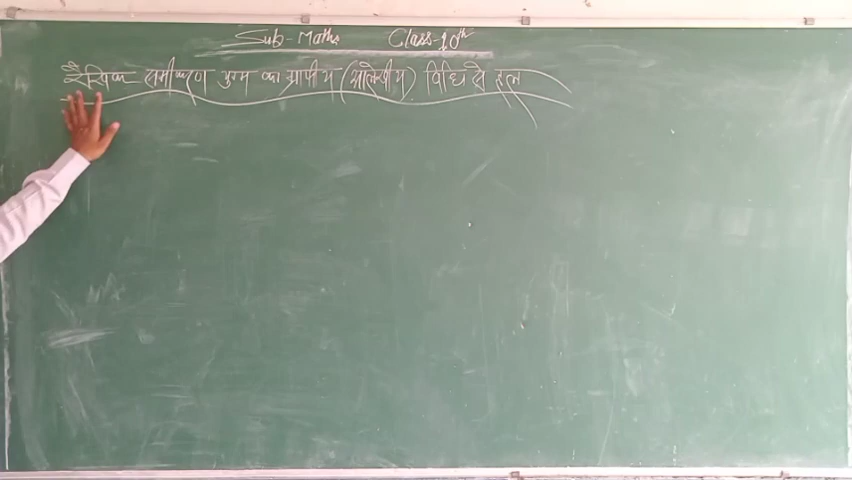 Sub-Maths Class-10th
रैखिक समीकरण युग्म का ग्राफीय (आलेखीय) विधि से हल